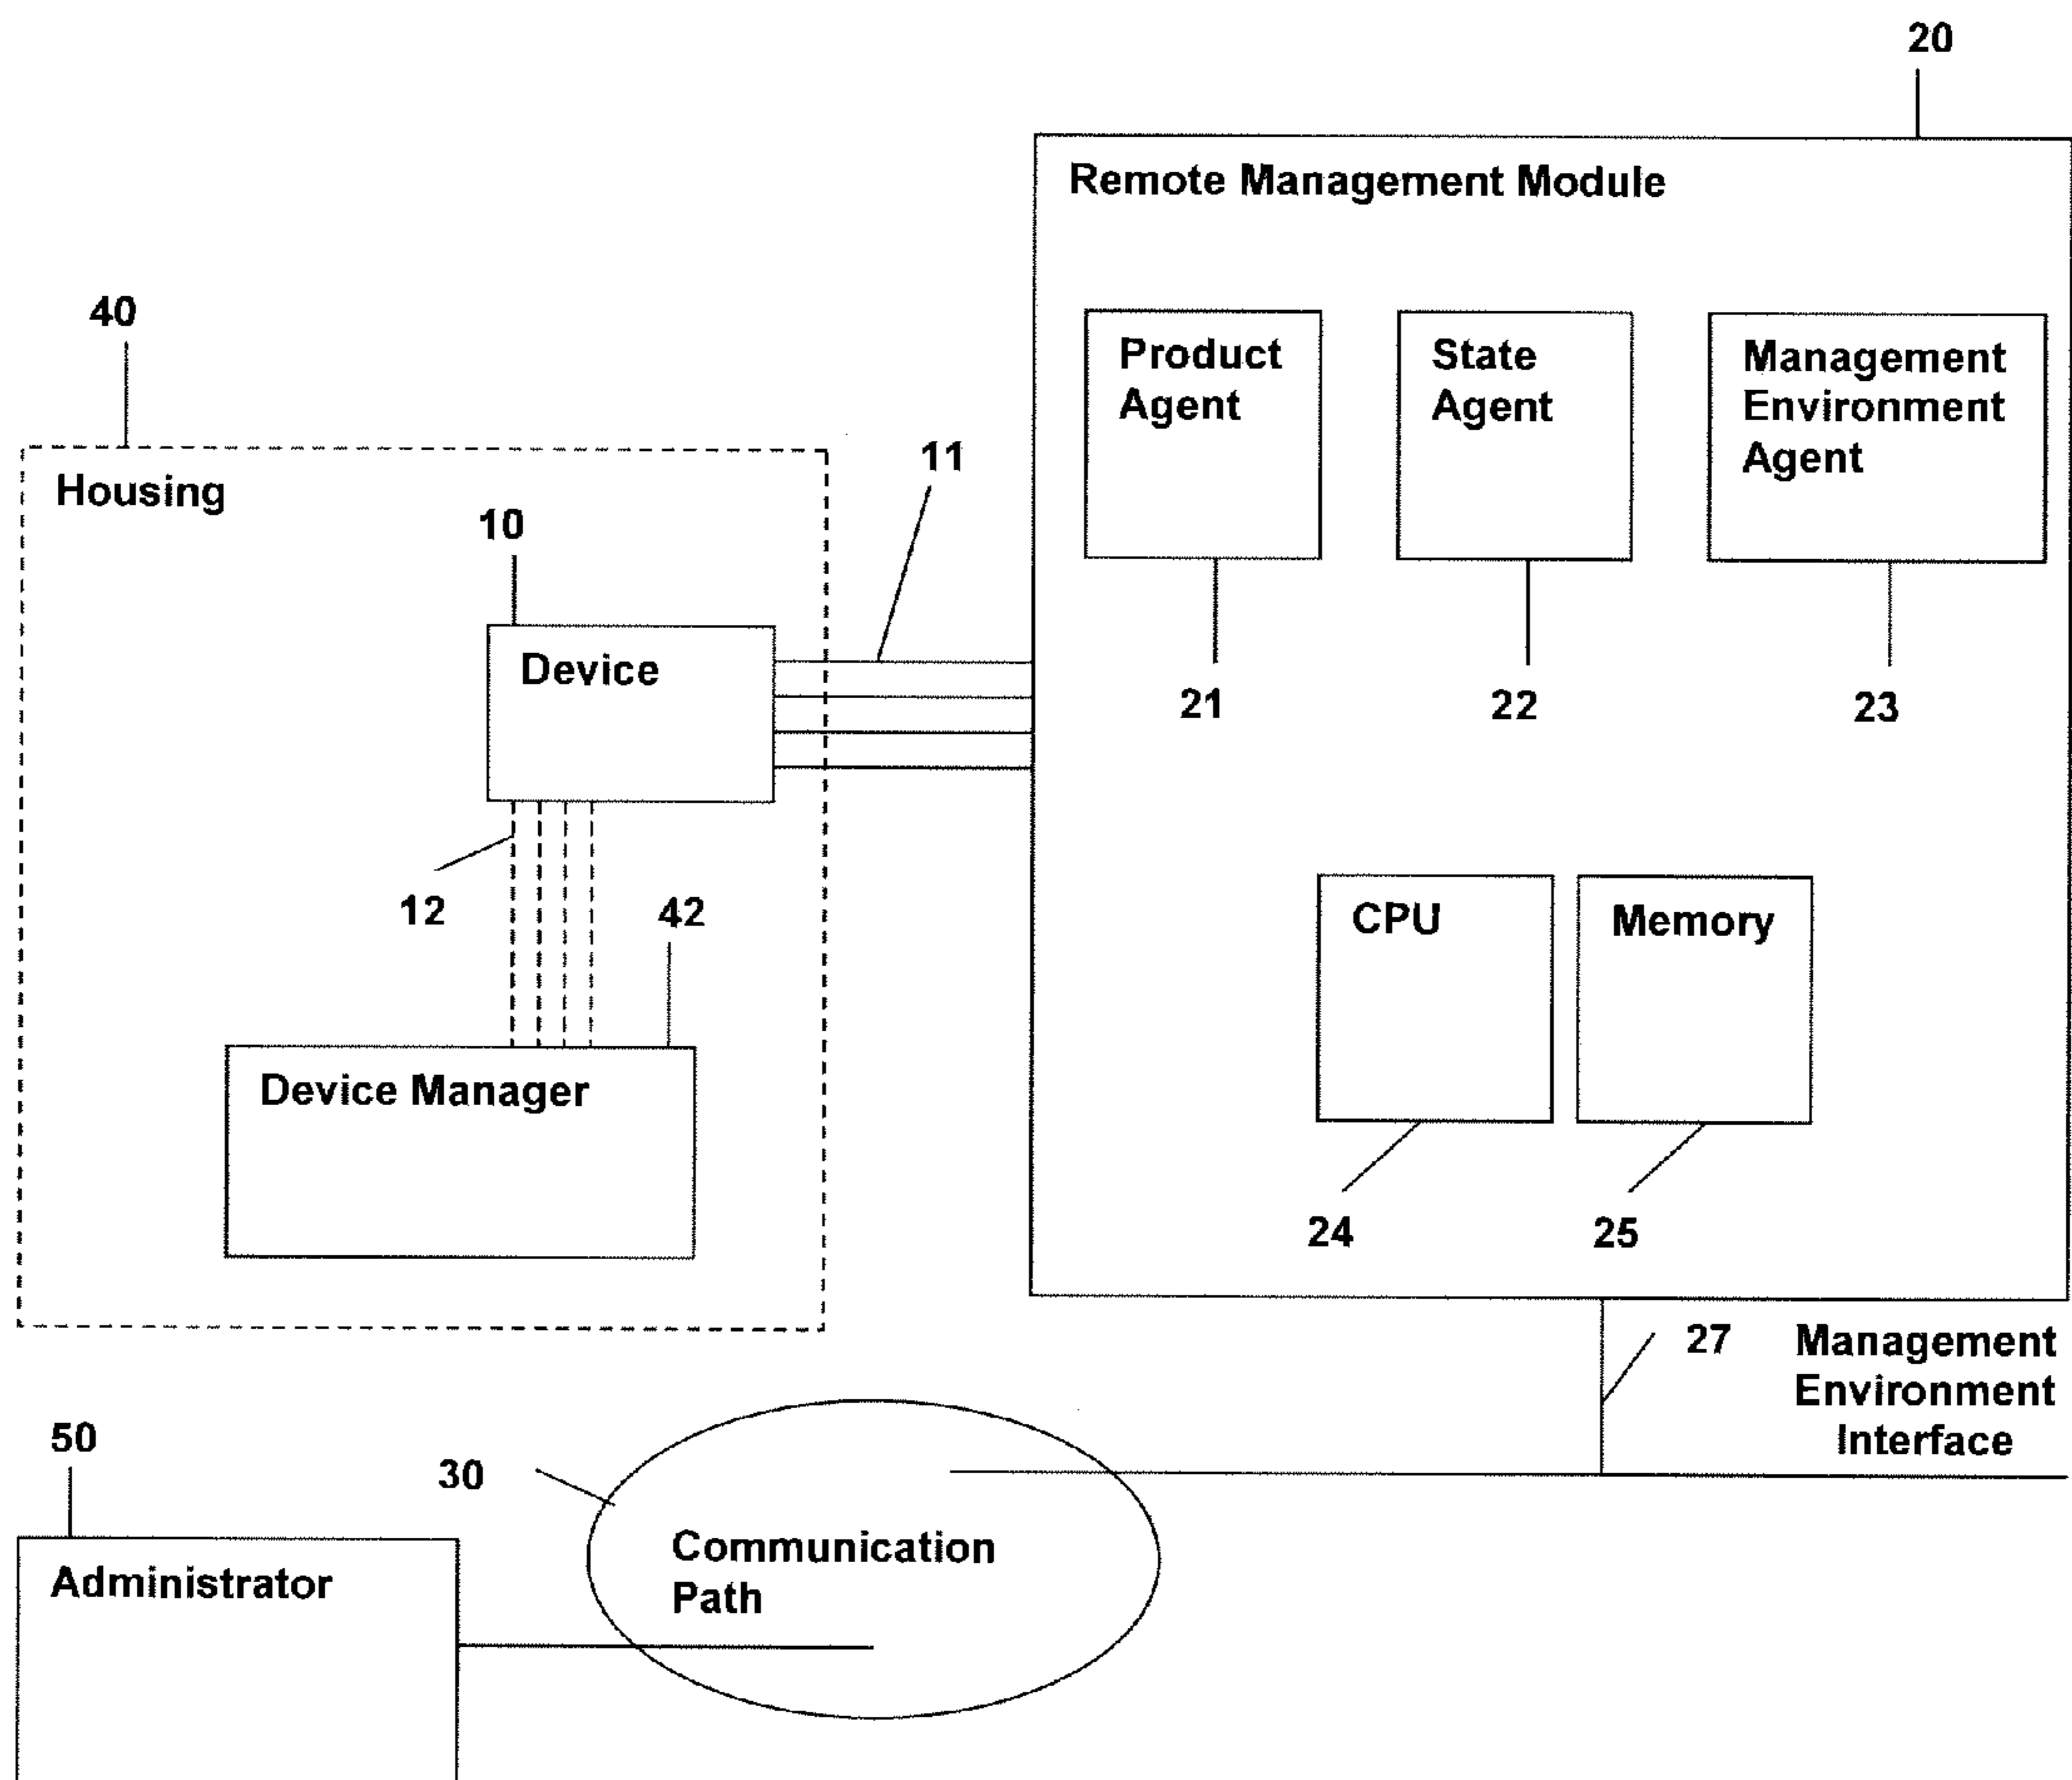 20
Remote Management Module
40
Product
Agent
State
Agent
Management
Environment
Agent
11
Housing
10
Device
21
22
23
12
42
CPU
Memory
Device Manager
24
25
27
Management
Environment
Interface
50
30
Communication
Path
Administrator